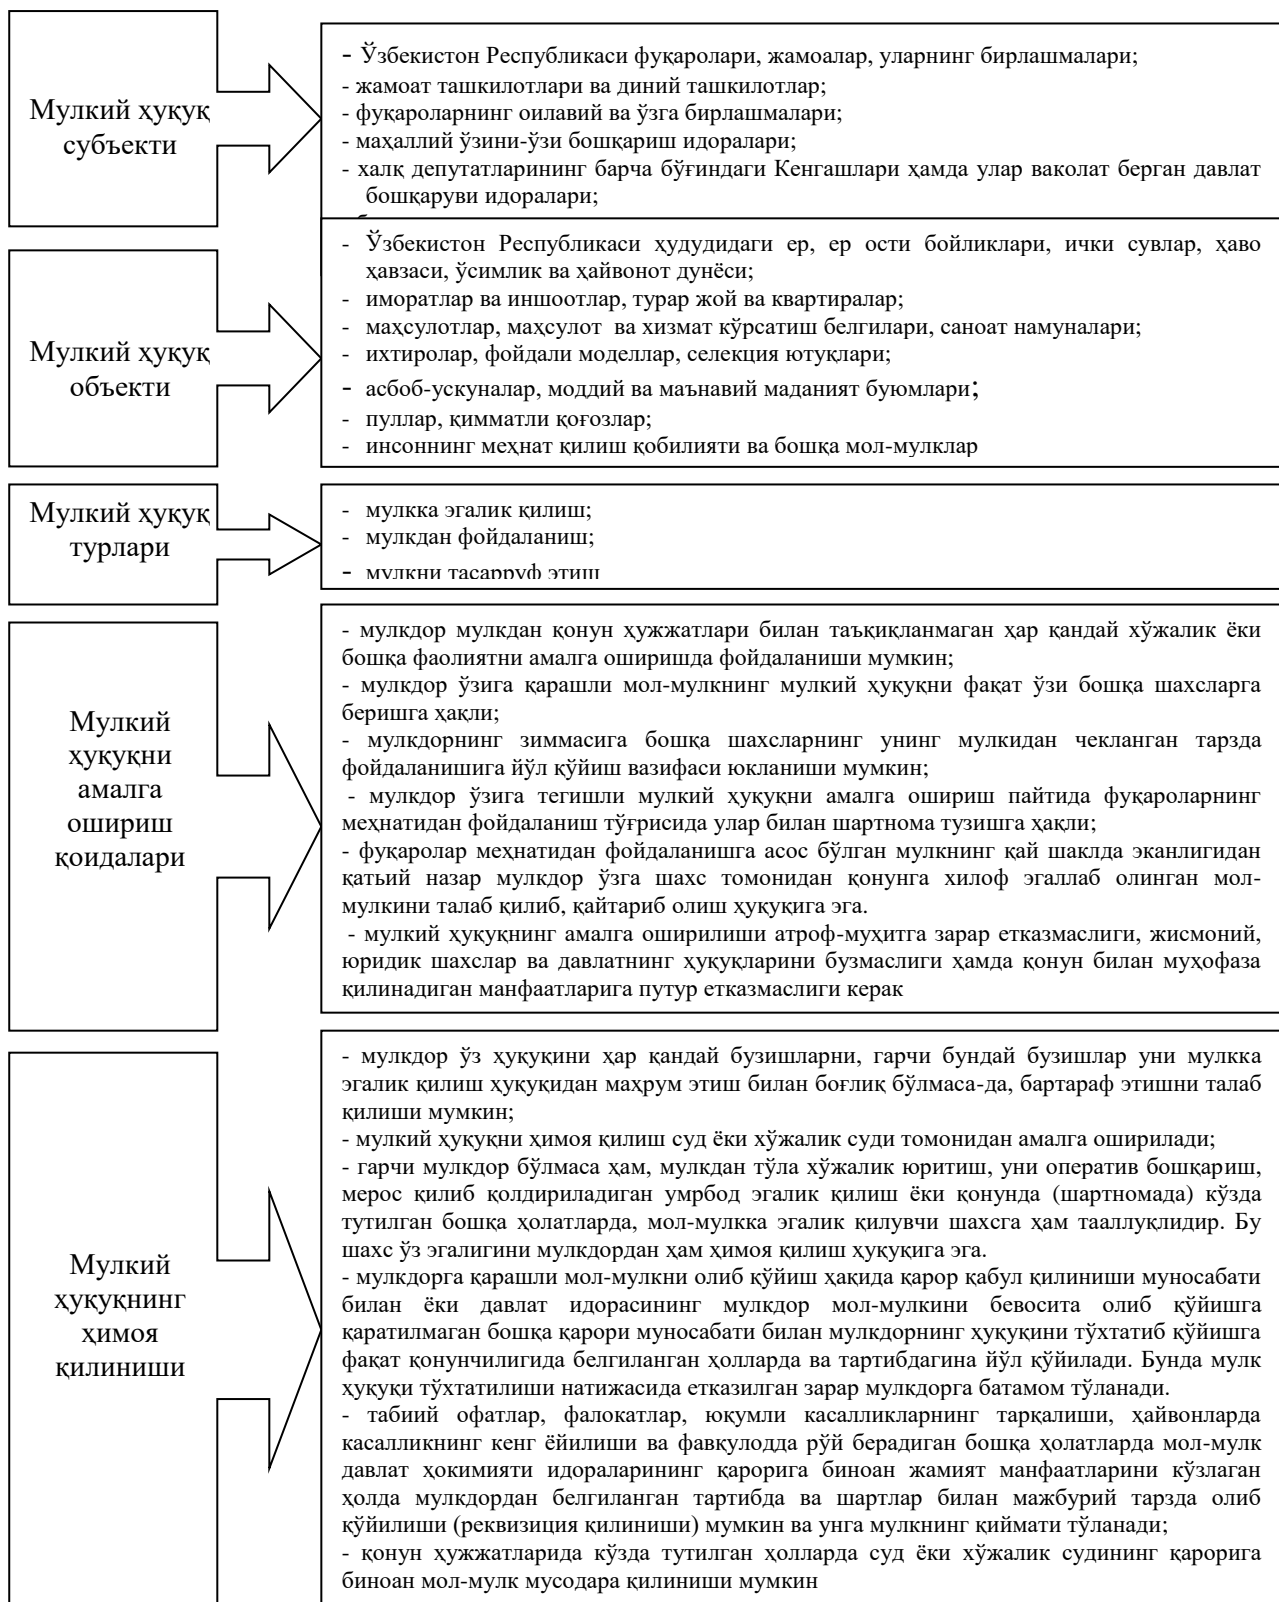 Мулкий ҳуқуқ
субъекти
- Ўзбекистон Республикаси фуқаролари, жамоалар, уларнинг бирлашмалари;
- жамоат ташкилотлари ва диний ташкилотлар;
- фуқароларнинг оилавий ва ўзга бирлашмалари;
- маҳаллий ўзини-ўзи бошқариш идоралари;
- халқ депутатларининг барча бўғиндаги Кенгашлари ҳамда улар ваколат берган давлат
бошқаруви идоралари;
Мулкий ҳуқуқ
объекти
- Ўзбекистон Республикаси ҳудудидаги ер, ер ости бойликлари, ички сувлар, ҳаво
ҳавзаси, ўсимлик ва ҳайвонот дунёси;
- иморатлар ва иншоотлар, турар жой ва квартиралар;
- маҳсулотлар, маҳсулот ва хизмат кўрсатиш белгилари, саноат намуналари;
- ихтиролар, фойдали моделлар, селекция ютуқлари;
- асбоб-ускуналар, моддий ва маънавий маданият буюмлари;
- пуллар, қимматли қоғозлар;
- инсоннинг меҳнат қилиш қобилияти ва бошқа мол-мулклар
Мулкий ҳуқуқ
турлари
- мулкка эгалик қилиш;
- мулкдан фойдаланиш;
- мулкни тасарруф этиш
Мулкий
ҳуқуқни
амалга
ошириш
қоидалари
- мулкдор мулкдан қонун ҳужжатлари билан таъқиқланмаган ҳар қандай хўжалик ёки
бошқа фаолиятни амалга оширишда фойдаланиши мумкин;
- мулкдор ўзига қарашли мол-мулкнинг мулкий ҳуқуқни фақат ўзи бошқа шахсларга
беришга ҳақли;
- мулкдорнинг зиммасига бошқа шахсларнинг унинг мулкидан чекланган тарзда
фойдаланишига йўл қўйиш вазифаси юкланиши мумкин;
- мулкдор ўзига тегишли мулкий ҳуқуқни амалга ошириш пайтида фуқароларнинг
меҳнатидан фойдаланиш тўғрисида улар билан шартнома тузишга ҳақли;
- фуқаролар меҳнатидан фойдаланишга асос бўлган мулкнинг қай шаклда эканлигидан
қатъий назар мулкдор ўзга шахс томонидан қонунга хилоф эгаллаб олинган мол-
мулкини талаб қилиб, қайтариб олиш ҳуқуқига эга.
- мулкий ҳуқуқнинг амалга оширилиши атроф-муҳитга зарар етказмаслиги, жисмоний,
юридик шахслар ва давлатнинг ҳуқуқларини бузмаслиги ҳамда қонун билан муҳофаза
қилинадиган манфаатларига путур етказмаслиги керак
Мулкий
ҳуқуқнинг
ҳимоя
қилиниши
- мулкдор ўз ҳуқуқини ҳар қандай бузишларни, гарчи бундай бузишлар уни мулкка
эгалик қилиш ҳуқуқидан маҳрум этиш билан боғлиқ бўлмаса-да, бартараф этишни талаб
қилиши мумкин;
- мулкий ҳуқуқни ҳимоя қилиш суд ёки хўжалик суди томонидан амалга оширилади;
- гарчи мулкдор бўлмаса ҳам, мулкдан тўла хўжалик юритиш, уни оператив бошқариш,
мерос қилиб қолдириладиган умрбод эгалик қилиш ёки қонунда (шартномада) кўзда
тутилган бошқа ҳолатларда, мол-мулкка эгалик қилувчи шахсга ҳам тааллуқлидир. Бу
шахс ўз эгалигини мулкдордан ҳам ҳимоя қилиш ҳуқуқига эга.
- мулкдорга қарашли мол-мулкни олиб қўйиш ҳақида қарор қабул қилиниши муносабати
билан ёки давлат идорасининг мулкдор мол-мулкини бевосита олиб қўйишга
қаратилмаган бошқа қарори муносабати билан мулкдорнинг ҳуқуқини тўхтатиб қўйишга
фақат қонунчилигида белгиланган ҳолларда ва тартибдагина йўл қўйилади. Бунда мулк
ҳуқуқи тўхтатилиши натижасида етказилган зарар мулкдорга батамом тўланади.
- табиий офатлар, фалокатлар, юқумли касалликларнинг тарқалиши, ҳайвонларда
касалликнинг кенг ёйилиши ва фавқулодда рўй берадиган бошқа ҳолатларда мол-мулк
давлат ҳокимияти идораларининг қарорига биноан жамият манфаатларини кўзлаган
ҳолда мулкдордан белгиланган тартибда ва шартлар билан мажбурий тарзда олиб
қўйилиши (реквизиция қилиниши) мумкин ва унга мулкнинг қиймати тўланади;
- қонун ҳужжатларида кўзда тутилган ҳолларда суд ёки хўжалик судининг қарорига
биноан мол-мулк мусодара қилиниши мумкин